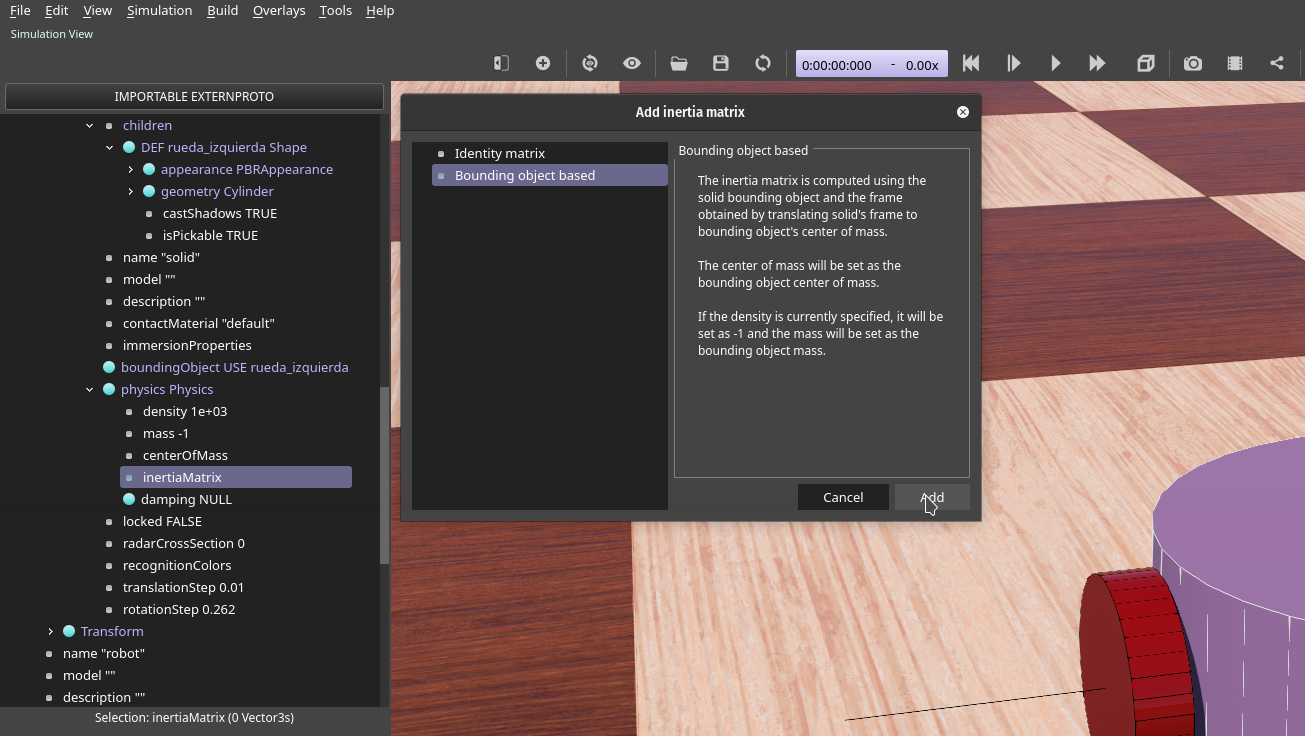 File Edit View Simulation Build Overlays Tools Help
Simulation View
0:00:00:000 - 0.00x
IMPORTABLE EXTERNPROTO
children
DEF rueda_izquierda Shape
appearance PBRAppearance
geometry Cylinder
castShadows TRUE
isPickable TRUE
name "solid"
model ""
description ""
contactMaterial "default"
immersionProperties
boundingObject USE rueda_izquierda
physics Physics
density 1e+03
mass -1
centerOfMass
inertiaMatrix
damping NULL
locked FALSE
radarCrossSection 0
recognitionColors
translationStep 0.01
rotationStep 0.262
Transform
name "robot"
model ""
description ""
Selection: inertiaMatrix (0 Vector3s)
Add inertia matrix
Identity matrix
Bounding object based
Bounding object based
The inertia matrix is computed using the
solid bounding object and the frame
obtained by translating solid's frame to
bounding object's center of mass.
The center of mass will be set as the
bounding object center of mass.
If the density is currently specified, it will be
set as -1 and the mass will be set as the
bounding object mass.
Cancel
Add